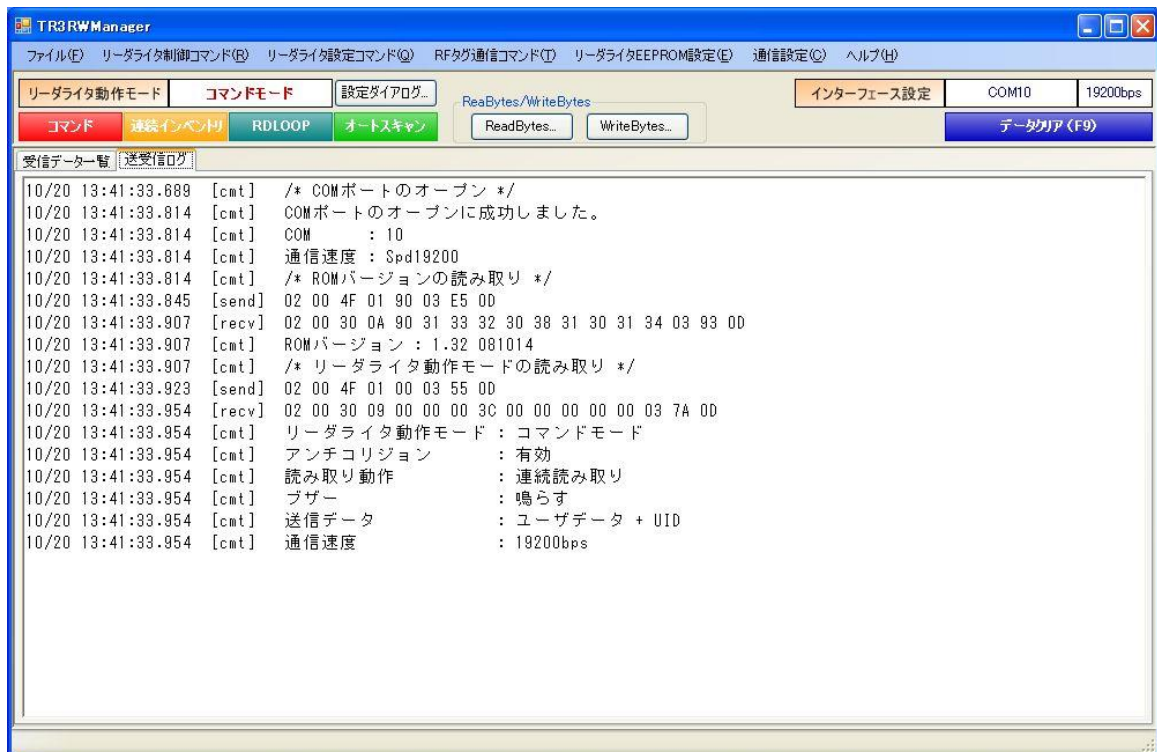 TR3RWManager
ファイル(F) リーダライタ制御コマンド(R) リーダライタ設定コマンド(Q) RFタグ通信コマンド(T) リーダライタEEPROM設定(E) 通信設定(C) ヘルプ(H)
リーダライタ動作モード コマンドモード 設定ダイアログ... ReaBytes/WriteBytes インターフェース設定 COM10 19200bps
コマンド 連続インベントリ RDLOOP オートスキャン ReadBytes... WriteBytes... データクリア (F9)
受信データ一覧 送受信ログ
10/20 13:41:33.689 [cmt] /* COMポートのオープン */
10/20 13:41:33.814 [cmt] COMポートのオープンに成功しました。
10/20 13:41:33.814 [cmt] COM : 10
10/20 13:41:33.814 [cmt] 通信速度 : Spd19200
10/20 13:41:33.814 [cmt] /* ROMバージョンの読み取り */
10/20 13:41:33.845 [send] 02 00 4F 01 90 03 E5 0D
10/20 13:41:33.907 [recv] 02 00 30 0A 90 31 33 32 30 38 31 30 31 34 03 93 0D
10/20 13:41:33.907 [cmt] ROMバージョン : 1.32 081014
10/20 13:41:33.907 [cmt] /* リーダライタ動作モードの読み取り */
10/20 13:41:33.923 [send] 02 00 4F 01 00 03 55 0D
10/20 13:41:33.954 [recv] 02 00 30 09 00 00 00 3C 00 00 00 00 00 03 7A 0D
10/20 13:41:33.954 [cmt] リーダライタ動作モード : コマンドモード
10/20 13:41:33.954 [cmt] アンチコリジョン : 有効
10/20 13:41:33.954 [cmt] 読み取り動作 : 連続読み取り
10/20 13:41:33.954 [cmt] ブザー : 鳴らす
10/20 13:41:33.954 [cmt] 送信データ : ユーザデータ + UID
10/20 13:41:33.954 [cmt] 通信速度 : 19200bps